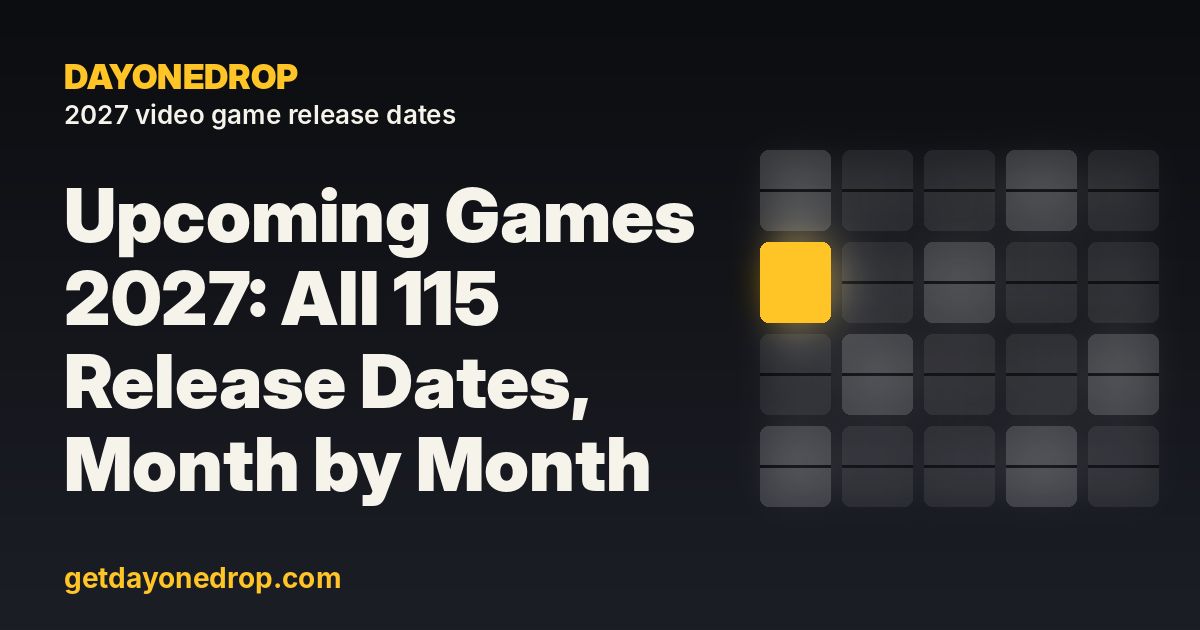 DAYONEDROP
2027 video game release dates
Upcoming Games
2027: All 115
Release Dates,
Month by Month
getdayonedrop.com